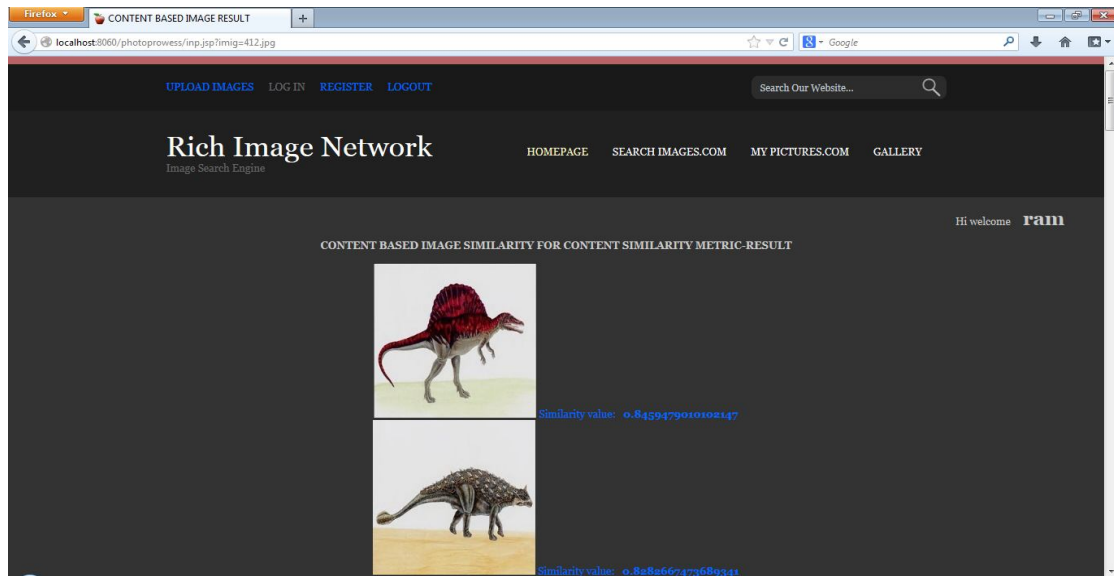 Firefox
CONTENT BASED IMAGE RESULT
localhost:8060/photoprowess/inp.jsp?imig=412.jpg
Google
UPLOAD IMAGES LOG IN REGISTER LOGOUT
Search Our Website...
Rich Image Network
Image Search Engine
HOMEPAGE SEARCH IMAGES.COM MY PICTURES.COM GALLERY
Hi welcome ram
CONTENT BASED IMAGE SIMILARITY FOR CONTENT SIMILARITY METRIC-RESULT
Similarity value: 0.8459479010102147
Similarity value: 0.8282667473689341